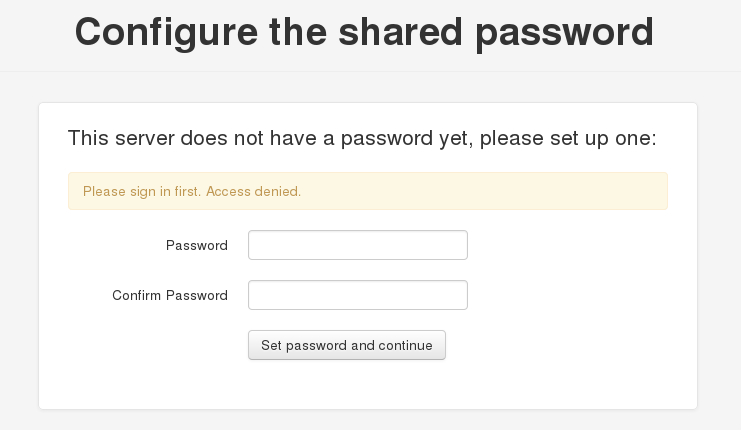 Configure the shared password
This server does not have a password yet, please set up one:
Please sign in first. Access denied.
Password
Confirm Password
Set password and continue